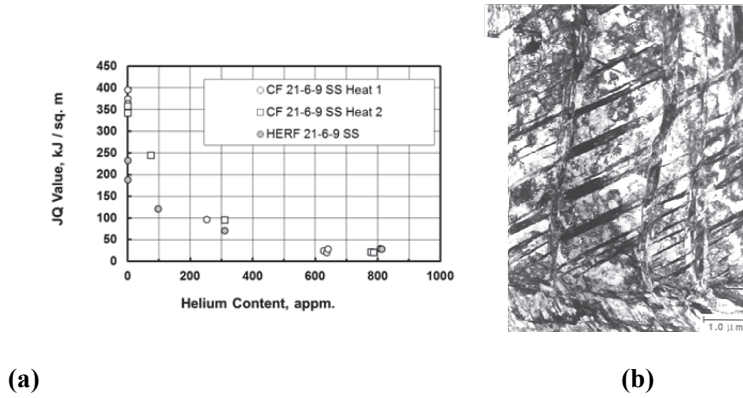 450
400
350
300
250
200
150
100
50
0
JQ Value, kJ / sq. m
CF 21-6-9 SS Heat 1
CF 21-6-9 SS Heat 2
HERF 21-6-9 SS
0 200 400 600 800 1000
Helium Content, appm.
1.0 μm
(a) (b)